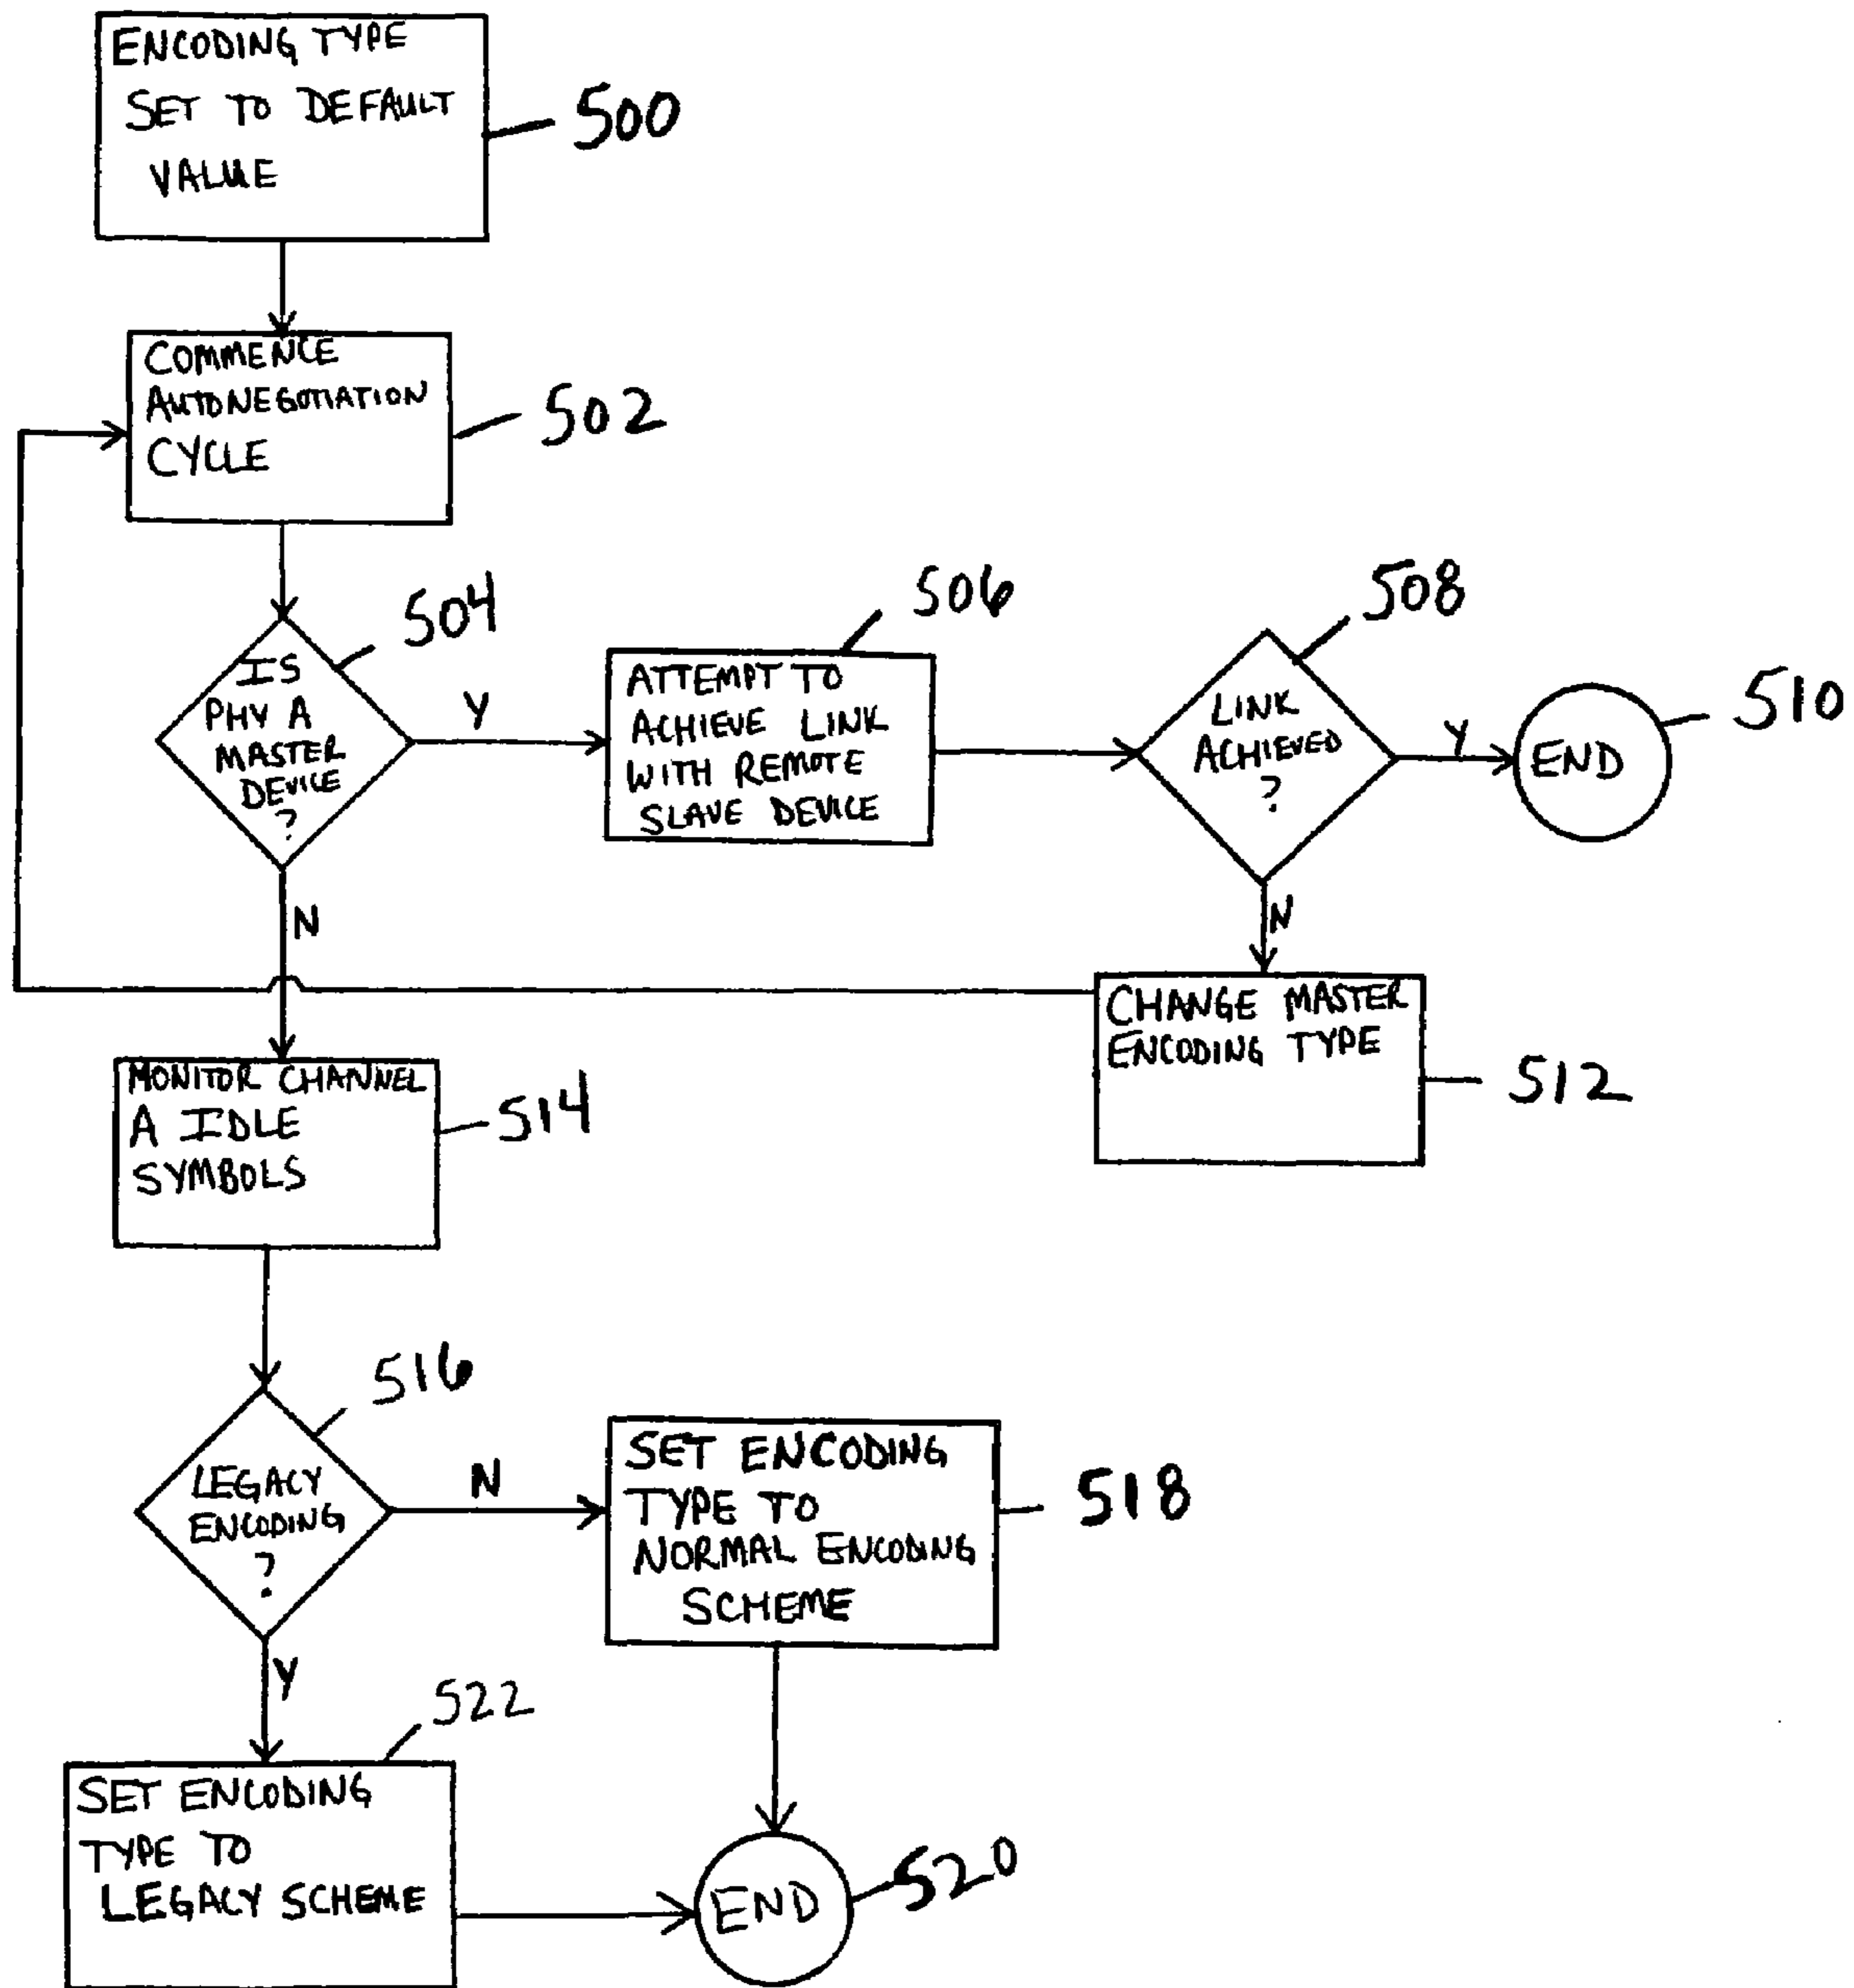 ENCODING TYPE
SET TO DEFAULT
VALUE
500
COMMENCE
AUTONEGOTIATION
CYCLE
502
504
IS
PHY A
MASTER
DEVICE
?
Y
N
506
ATTEMPT TO
ACHIEVE LINK
WITH REMOTE
SLAVE DEVICE
508
LINK
ACHIEVED
?
Y
N
END
510
CHANGE MASTER
ENCODING TYPE
512
MONITOR CHANNEL
A IDLE
SYMBOLS
514
516
LEGACY
ENCODING
?
N
Y
SET ENCODING
TYPE TO
NORMAL ENCODING
SCHEME
518
522
SET ENCODING
TYPE TO
LEGACY SCHEME
END
520